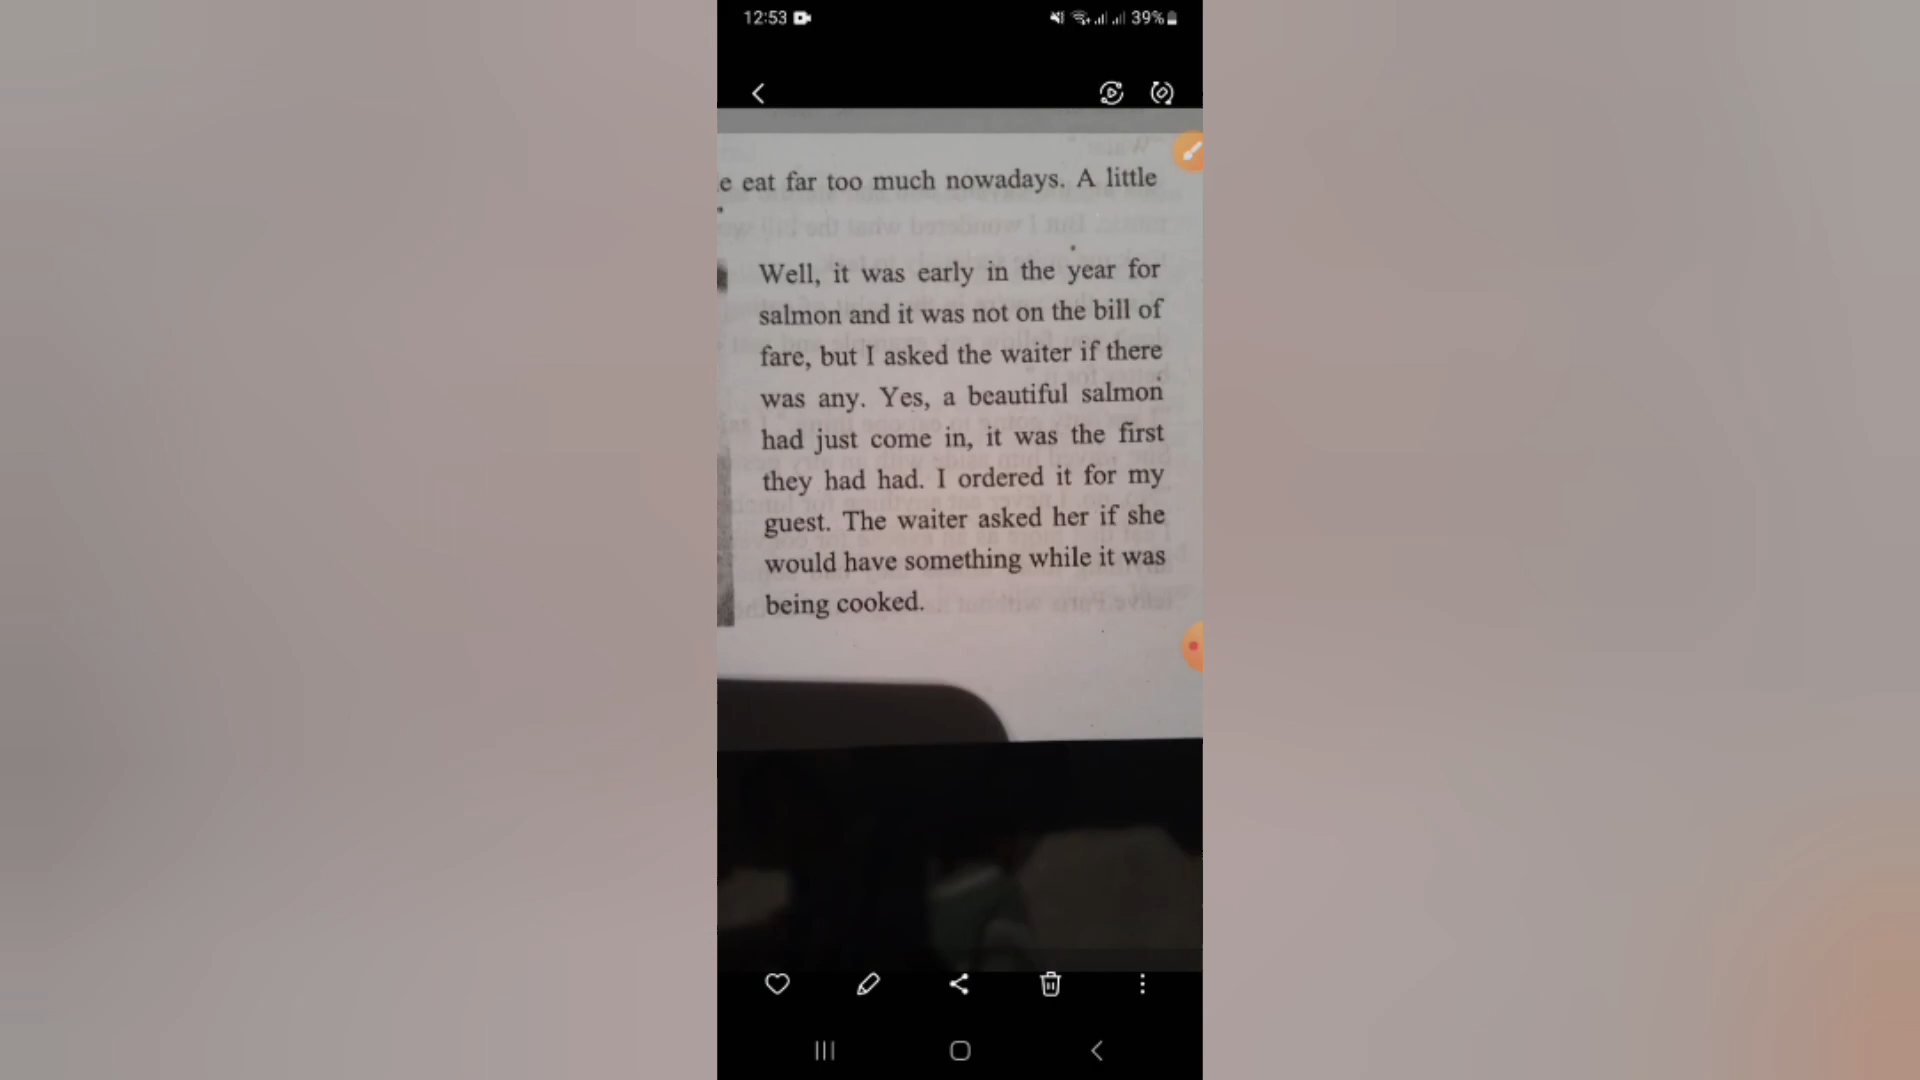 12:53
39%
e eat far too much nowadays. A little
Well, it was early in the year for
salmon and it was not on the bill of
fare, but I asked the waiter if there
was any. Yes, a beautiful salmon
had just come in, it was the first
they had had. I ordered it for my
guest. The waiter asked her if she
would have something while it was
being cooked.